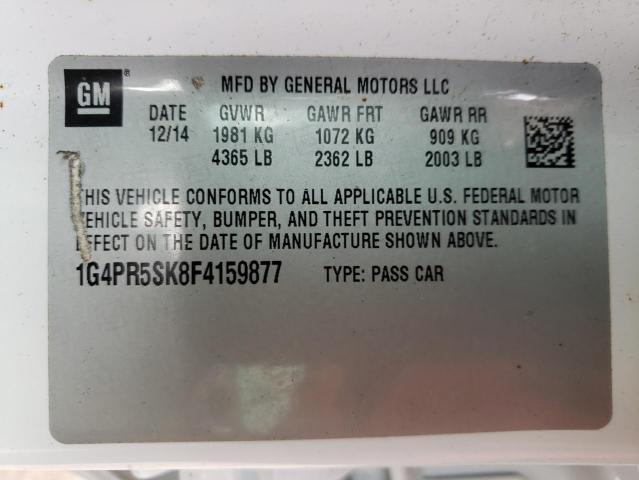 GM
MFD BY GENERAL MOTORS LLC
DATE GVWR GAWR FRT GAWR RR
12/14 1981 KG 1072 KG 909 KG
4365 LB 2362 LB 2003 LB
THIS VEHICLE CONFORMS TO ALL APPLICABLE U.S. FEDERAL MOTOR
VEHICLE SAFETY, BUMPER, AND THEFT PREVENTION STANDARDS IN
EFFECT ON THE DATE OF MANUFACTURE SHOWN ABOVE.
1G4PR5SK8F4159877 TYPE: PASS CAR